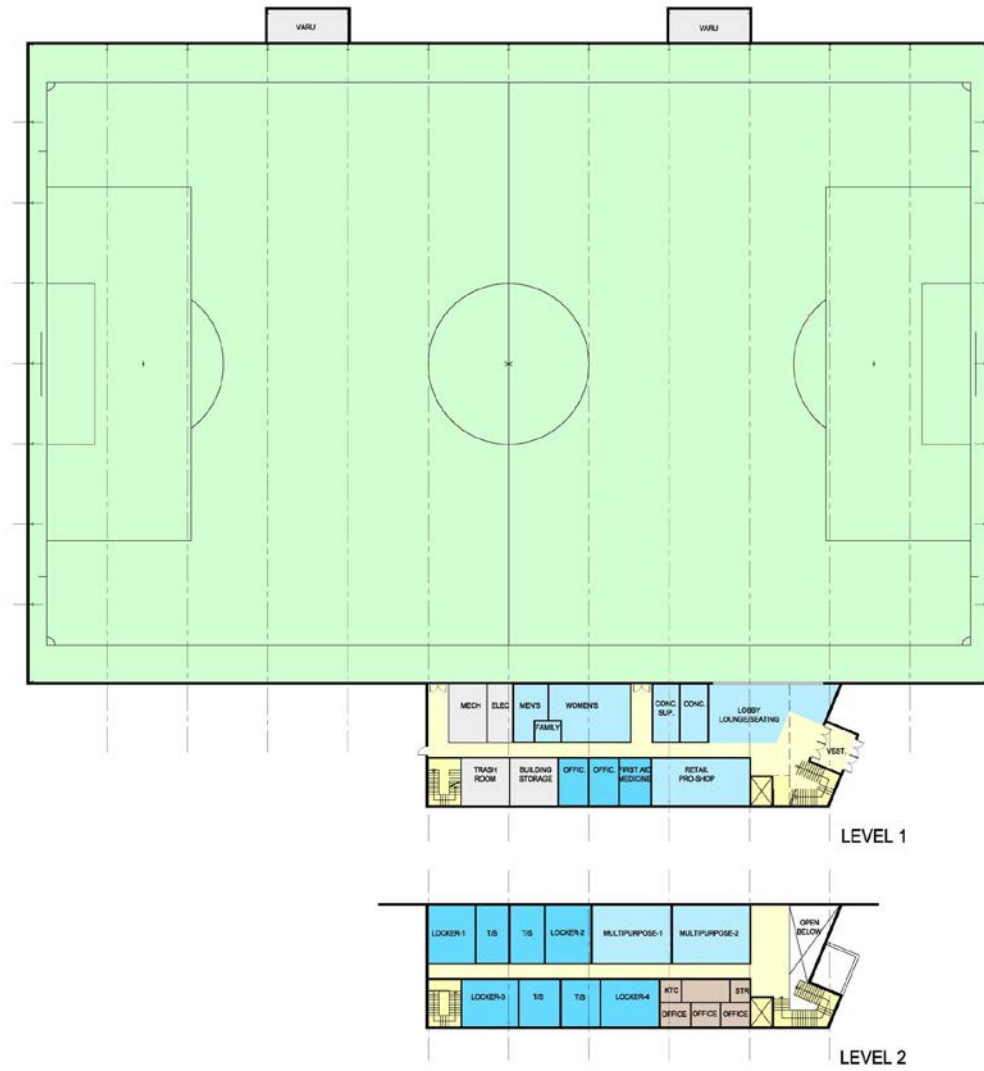 VARIJ
VARIJ
MECH
ELEC
MEN'S
WOMEN'S
FAMILY
CONC.
SUP.
CONC.
LOBBY
LOUNGE/SEATING
VEST.
TRASH
ROOM
BUILDING
STORAGE
OFFIC.
OFFIC.
FIRST AID
MEDICINE
RETAIL
PRO-SHOP
LEVEL 1
LOCKER-1
T/S
T/S
LOCKER-2
MULTIPURPOSE-1
MULTIPURPOSE-2
OPEN
BELOW
LOCKER-3
T/S
T/S
LOCKER-4
KTC
STR
OFFICE
OFFICE
OFFICE
LEVEL 2